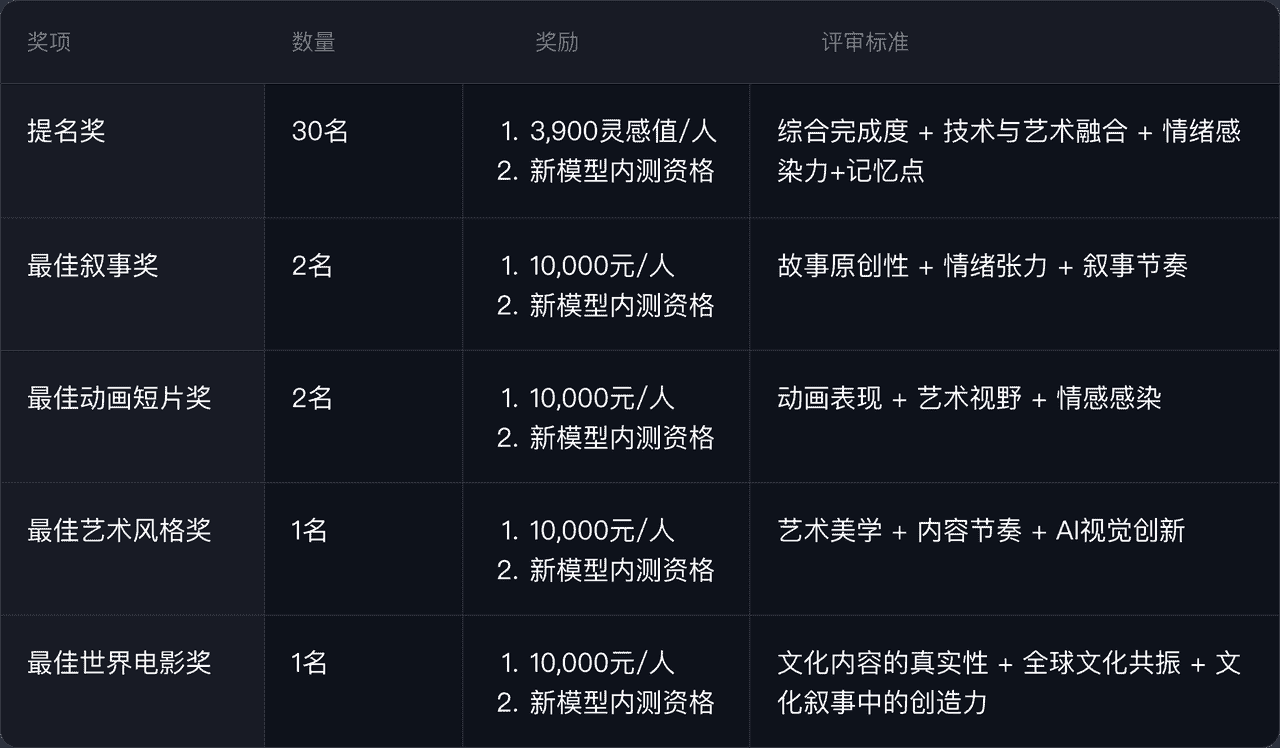 奖项 数量 奖励 评审标准
提名奖 30名 1. 3,900灵感值/人 综合完成度 + 技术与艺术融合 + 情绪感
2. 新模型内测资格 染力+记忆点
最佳叙事奖 2名 1. 10,000元/人 故事原创性 + 情绪张力 + 叙事节奏
2. 新模型内测资格
最佳动画短片奖 2名 1. 10,000元/人 动画表现 + 艺术视野 + 情感感染
2. 新模型内测资格
最佳艺术风格奖 1名 1. 10,000元/人 艺术美学 + 内容节奏 + AI视觉创新
2. 新模型内测资格
最佳世界电影奖 1名 1. 10,000元/人 文化内容的真实性 + 全球文化共振 + 文
2. 新模型内测资格 化叙事中的创造力